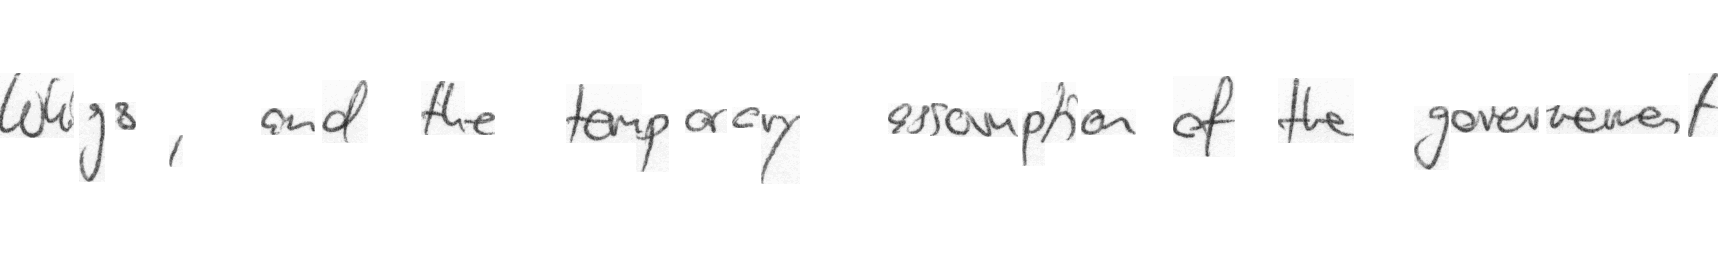 Whigs, and the temporary assumption of the government